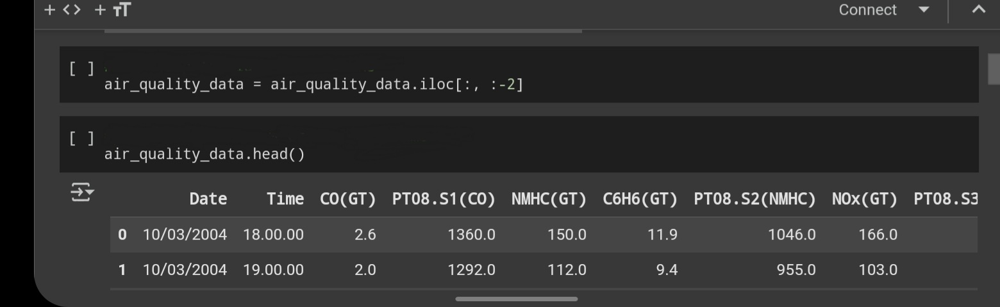 + <> + TT Connect
[ ]
air_quality_data = air_quality_data.iloc[:, :-2]
[ ]
air_quality_data.head()
Date Time CO(GT) PT08.S1(CO) NMHC(GT) C6H6(GT) PT08.S2(NMHC) NOx(GT) PT08.S3
0 10/03/2004 18.00.00 2.6 1360.0 150.0 11.9 1046.0 166.0
1 10/03/2004 19.00.00 2.0 1292.0 112.0 9.4 955.0 103.0